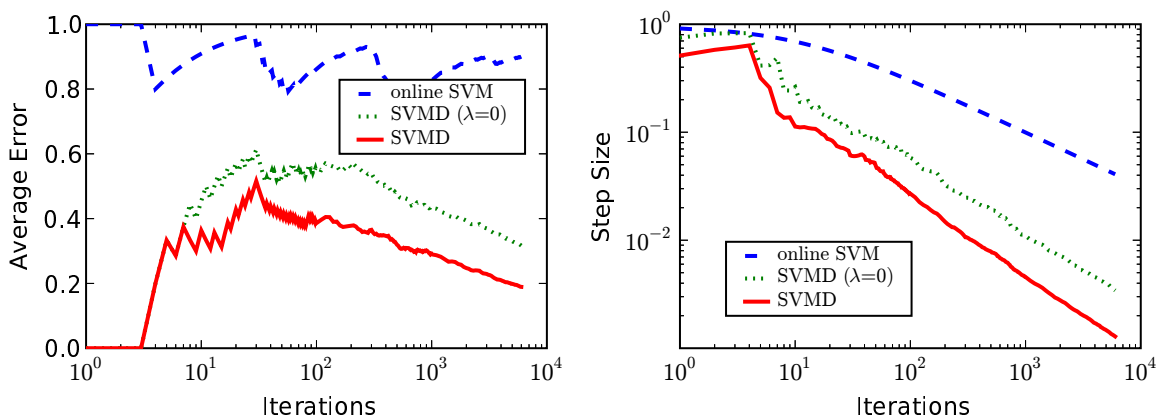 1.0
0.8
0.6
0.4
0.2
0.0
Average Error
online SVM
SVMD (λ=0)
SVMD
10^0
10^1
10^2
10^3
10^4
Iterations
10^0
10^-1
10^-2
Step Size
online SVM
SVMD (λ=0)
SVMD
10^0
10^1
10^2
10^3
10^4
Iterations